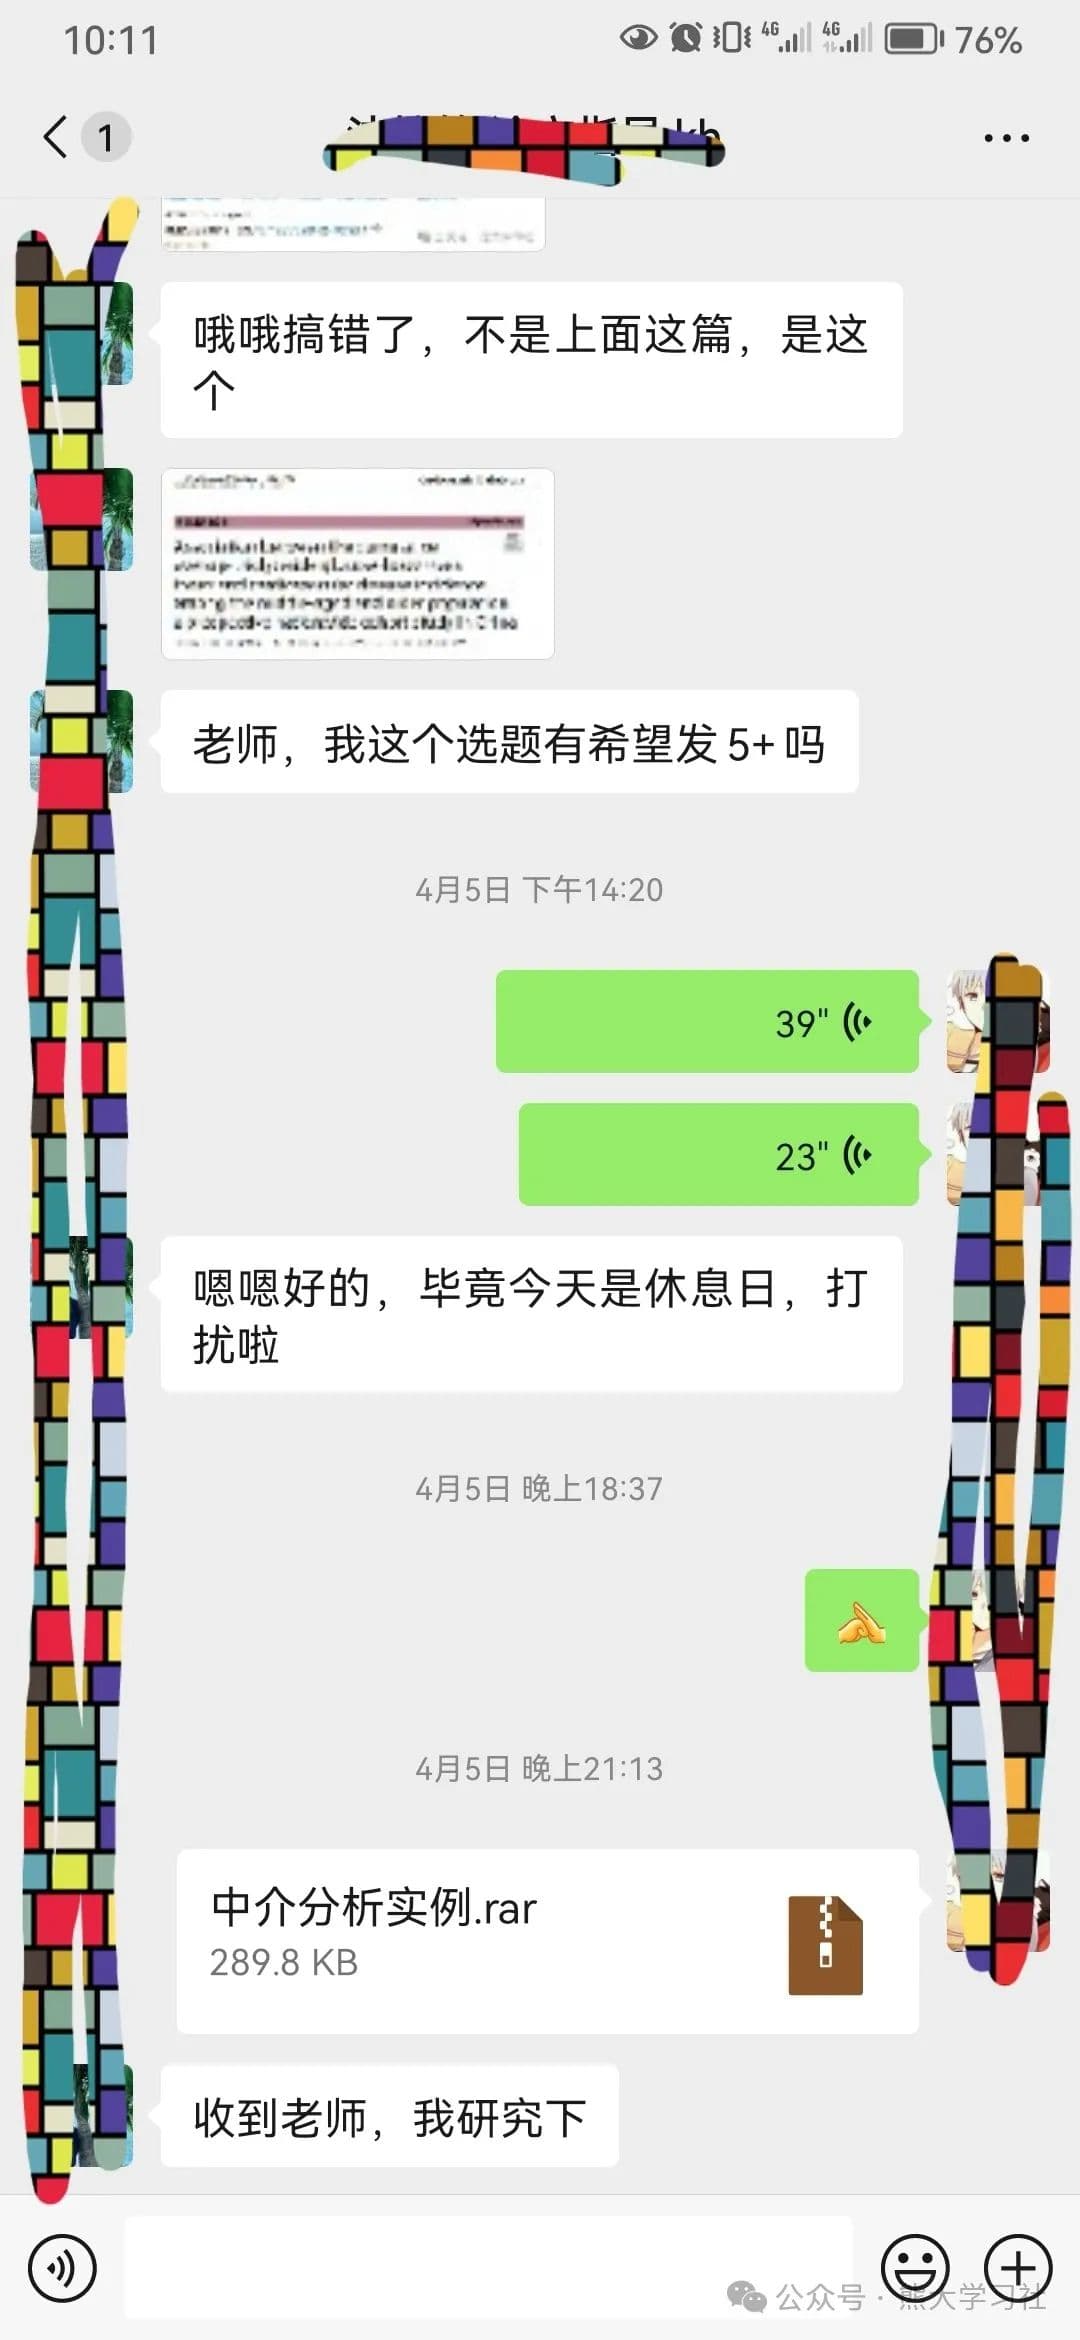 10:11
4G
4G
76%
1
哦哦搞错了，不是上面这篇，是这
个
老师，我这个选题有希望发5+吗
4月5日 下午14:20
39"
23"
嗯嗯好的，毕竟今天是休息日，打
扰啦
4月5日 晚上18:37
4月5日 晚上21:13
中介分析实例.rar
289.8 KB
收到老师，我研究下
公众号 · 熊大学习社